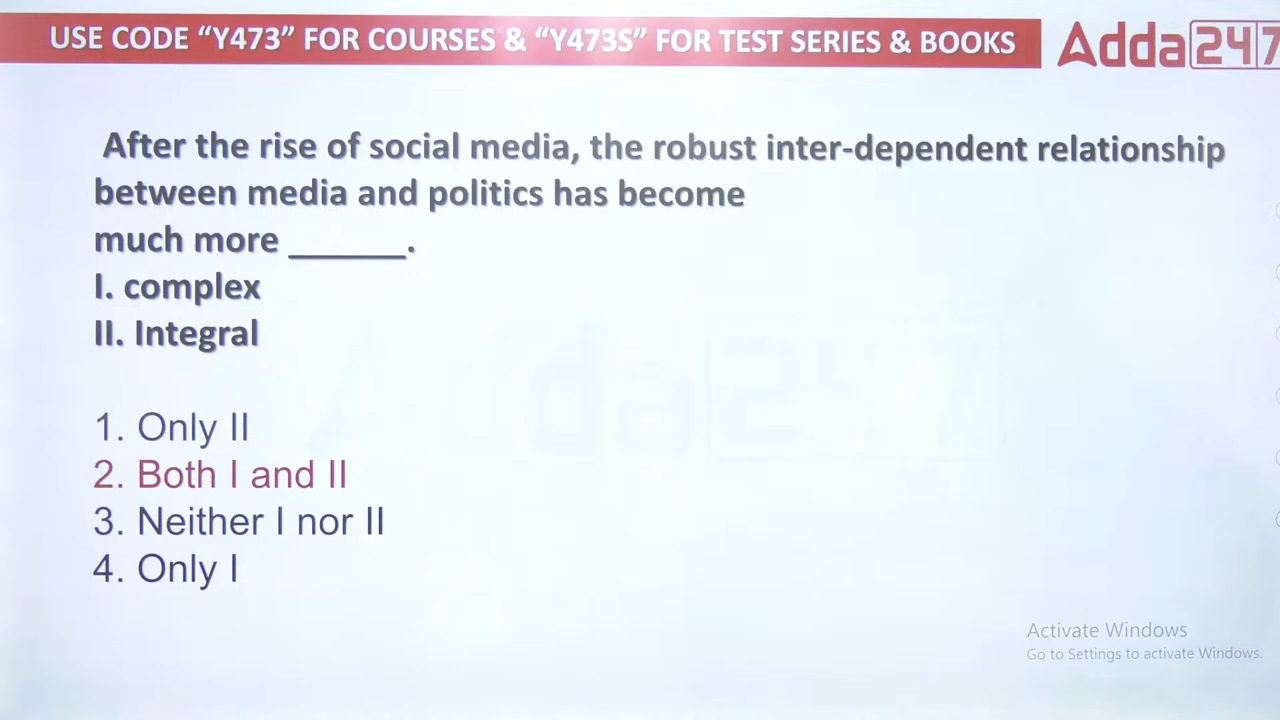 USE CODE “Y473” FOR COURSES & “Y473S” FOR TEST SERIES & BOOKS
Adda247
After the rise of social media, the robust inter-dependent relationship
between media and politics has become
much more ______.
I. complex
II. Integral
1. Only II
2. Both I and II
3. Neither I nor II
4. Only I
Activate Windows
Go to Settings to activate Windows.